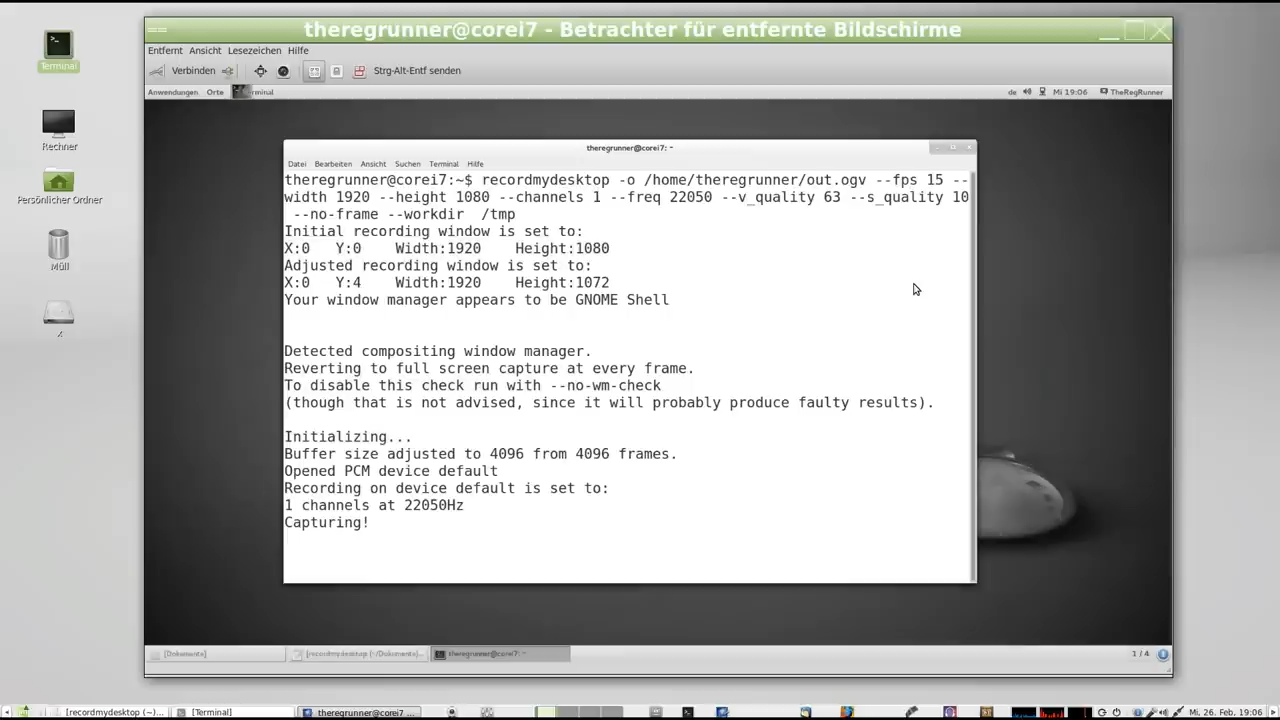 theregrunner@corei7 - Betrachter für entfernte Bildschirme
Terminal
Entfernt Ansicht Lesezeichen Hilfe
Verbinden Strg-Alt-Entf senden
Anwendungen Orte rminal de Mi 19:06 TheRegRunner
Rechner
Persönlicher Ordner
Müll
x
theregrunner@corei7: ~
Datei Bearbeiten Ansicht Suchen Terminal Hilfe
theregrunner@corei7:~$ recordmydesktop -o /home/theregrunner/out.ogv --fps 15 --
width 1920 --height 1080 --channels 1 --freq 22050 --v_quality 63 --s_quality 10
--no-frame --workdir /tmp
Initial recording window is set to:
X:0 Y:0 Width:1920 Height:1080
Adjusted recording window is set to:
X:0 Y:4 Width:1920 Height:1072
Your window manager appears to be GNOME Shell
Detected compositing window manager.
Reverting to full screen capture at every frame.
To disable this check run with --no-wm-check
(though that is not advised, since it will probably produce faulty results).
Initializing...
Buffer size adjusted to 4096 from 4096 frames.
Opened PCM device default
Recording on device default is set to:
1 channels at 22050Hz
Capturing!
[Dokumente] [recordmydesktop (~/Dokumente)... theregrunner@corei7: ~ 1 / 4
[recordmydesktop (~)... [Terminal] theregrunner@corei7 ... Mi, 26. Feb, 19:06